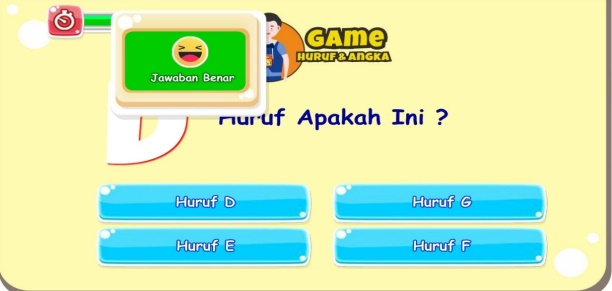 GAME
HURUF & ANGKA
Jawaban Benar
Huruf Apakah Ini ?
Huruf D
Huruf G
Huruf E
Huruf F